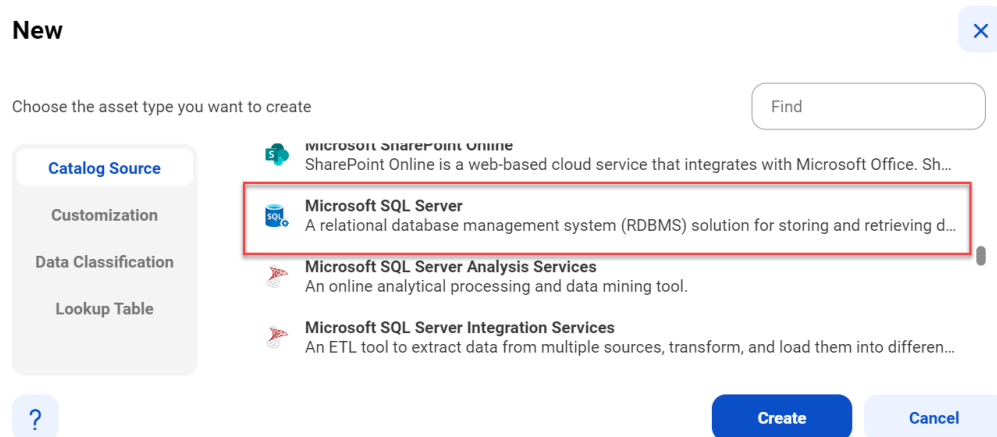 New
Choose the asset type you want to create
Find
Catalog Source
Customization
Data Classification
Lookup Table
Microsoft SharePoint Online
SharePoint Online is a web-based cloud service that integrates with Microsoft Office. Sh...
Microsoft SQL Server
A relational database management system (RDBMS) solution for storing and retrieving d...
Microsoft SQL Server Analysis Services
An online analytical processing and data mining tool.
Microsoft SQL Server Integration Services
An ETL tool to extract data from multiple sources, transform, and load them into differen...
?
Create
Cancel